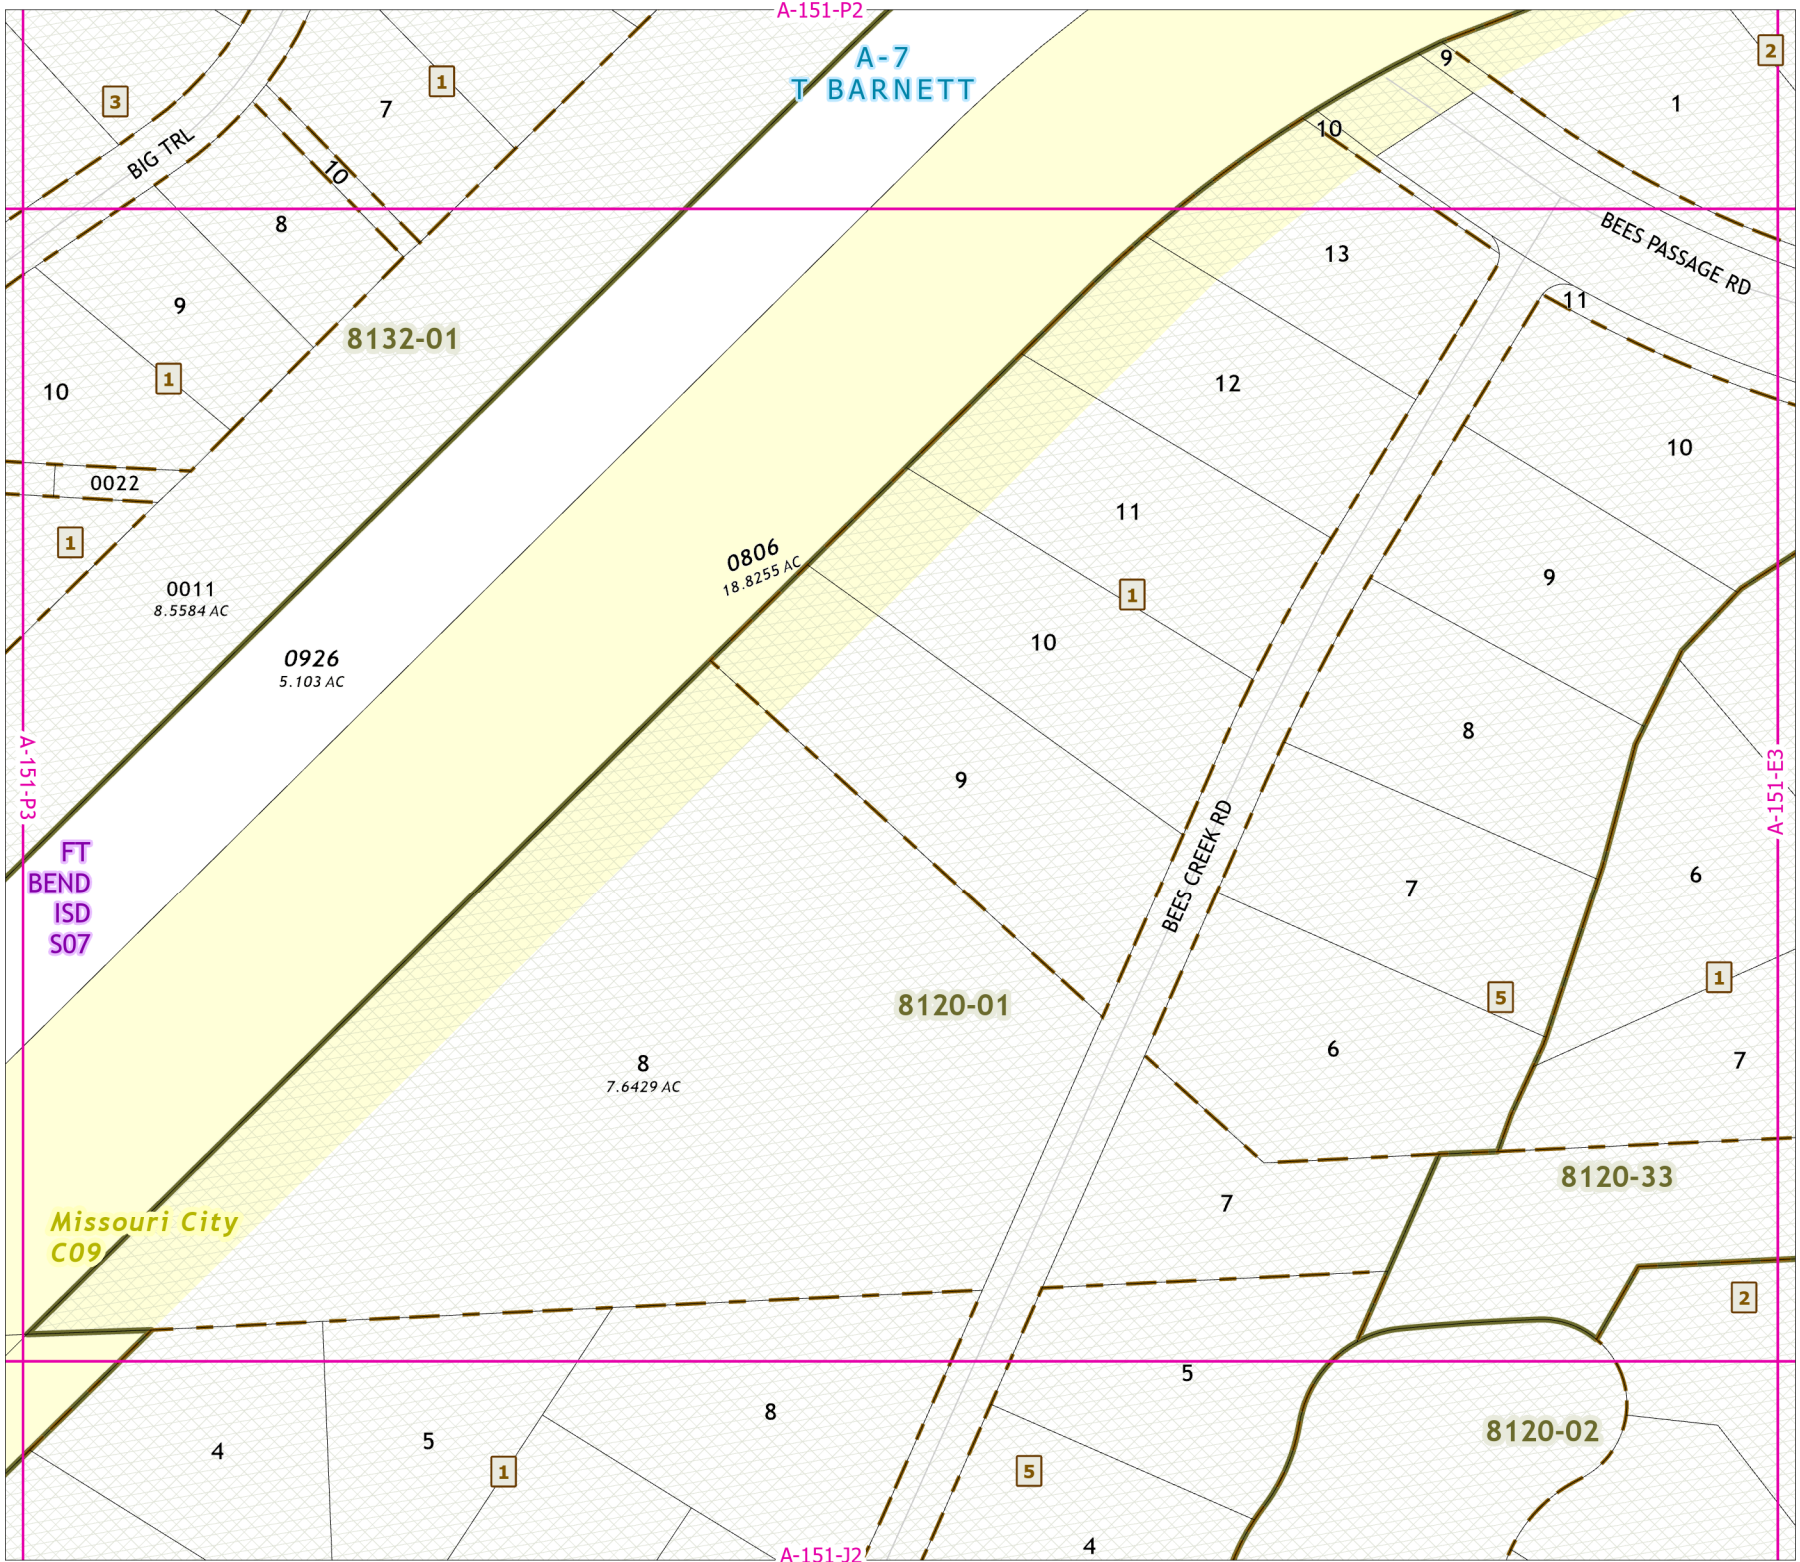 A-151-P2
A-7
T BARNETT
9
2
1
3
1
7
10
BIG TRL
10
8
BEES PASSAGE RD
13
11
9
8132-01
1
10
12
10
0022
11
1
0806
18.8255 AC
9
1
0011
8.5584 AC
10
0926
5.103 AC
8
A-151-P3
A-151-E3
9
BEES CREEK RD
FT
BEND
ISD
S07
7
6
1
5
8120-01
6
8
7.6429 AC
7
8120-33
7
Missouri City
C09
2
5
8
8120-02
4
5
1
5
4
A-151-J2